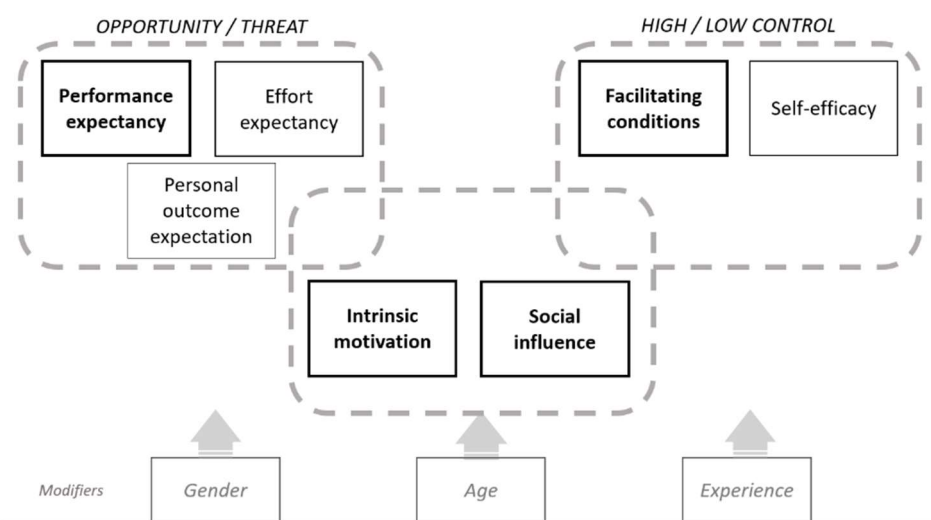 OPPORTUNITY / THREAT
HIGH / LOW CONTROL
Performance
expectancy
Effort
expectancy
Personal
outcome
expectation
Facilitating
conditions
Self-efficacy
Intrinsic
motivation
Social
influence
Modifiers
Gender
Age
Experience